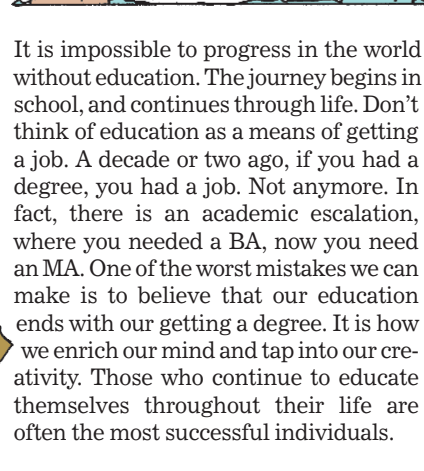 It is impossible to progress in the world
without education. The journey begins in
school, and continues through life. Don't
think of education as a means of getting
a job. A decade or two ago, if you had a
degree, you had a job. Not anymore. In
fact, there is an academic escalation,
where you needed a BA, now you need
an MA. One of the worst mistakes we can
make is to believe that our education
ends with our getting a degree. It is how
we enrich our mind and tap into our cre-
ativity. Those who continue to educate
themselves throughout their life are
often the most successful individuals.